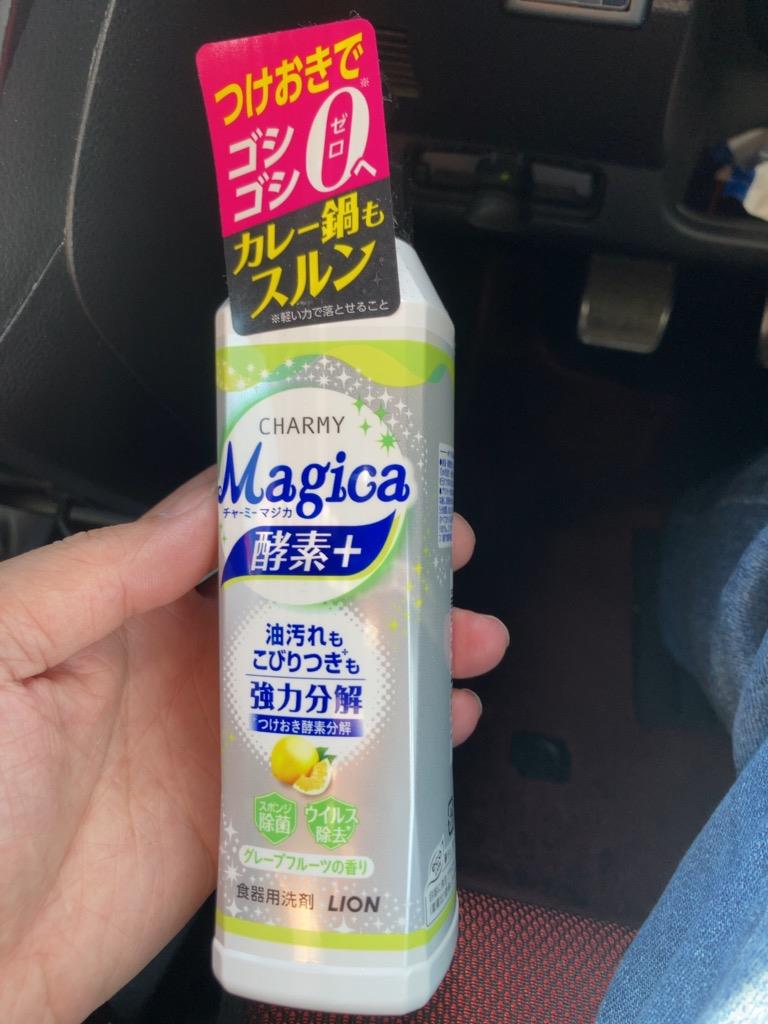 つけおきで※
ゴシ
ゴシ
0へ
ゼロ
カレー鍋も
スルン
※軽い力で落とせること
CHARMY
Magica
チャーミーマジカ
酵素+
油汚れも
こびりつき+も
強力分解
つけおき酵素分解
スポンジ
除菌
ウイルス
除去
グレープフルーツの香り
食器用洗剤 LION